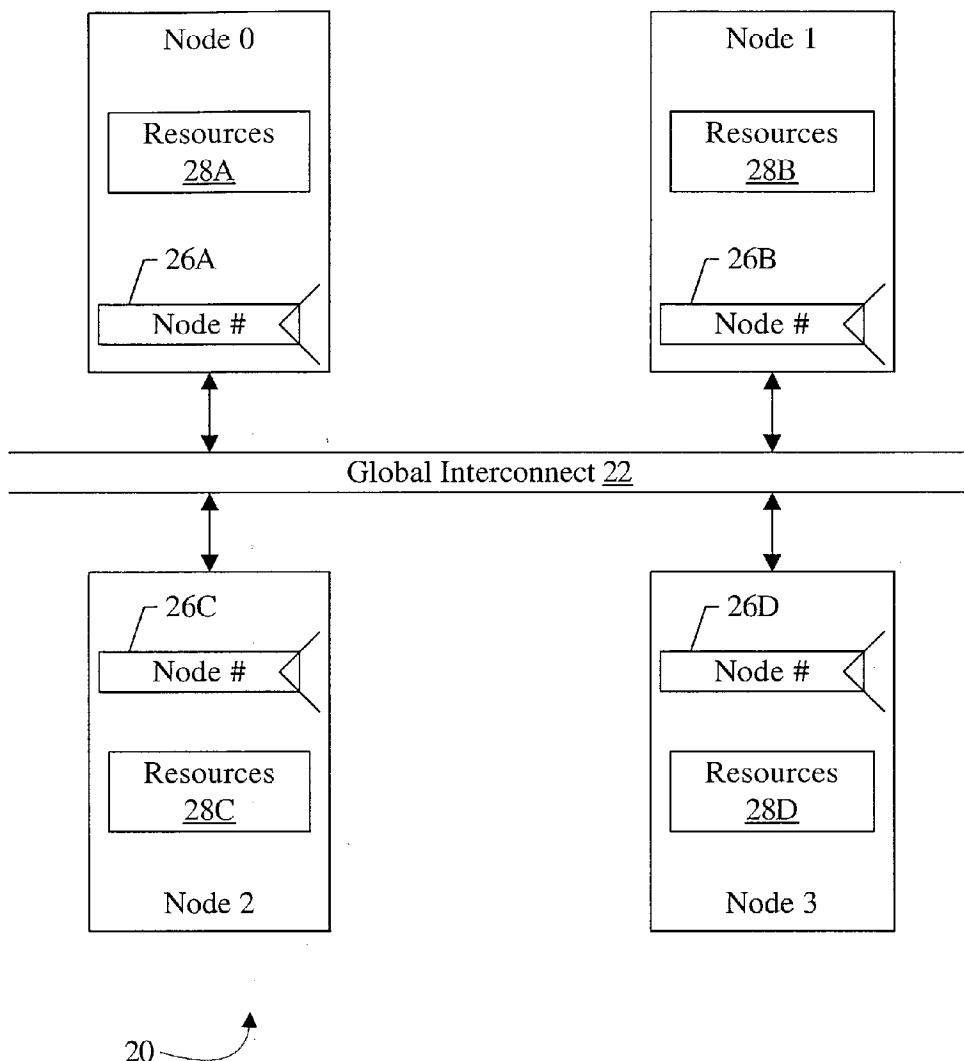 Node 0
Resources
28A
26A
Node #
Node 1
Resources
28B
26B
Node #
Global Interconnect 22
26C
Node #
Resources
28C
Node 2
26D
Node #
Resources
28D
Node 3
20